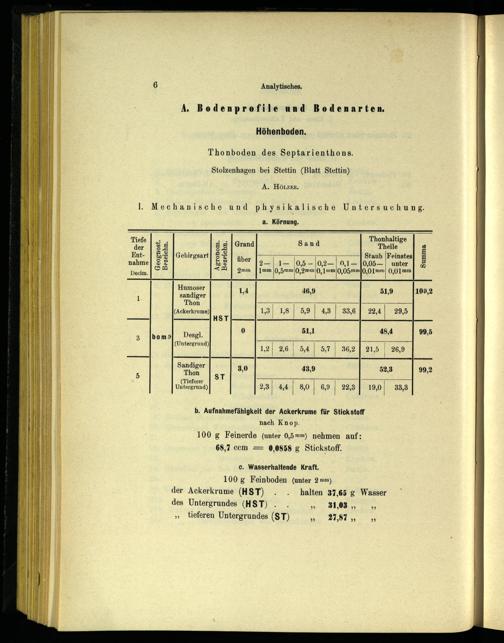 6
Analytisches.
A. Bodenprofile und Bodenarten.
Höhenboden.
Thonboden des Septarienthons.
Stolzenhagen bei Stettin (Blatt Stettin)
A. HÖLZER.
I. Mechanische und physikalische Untersuchung.
a. Körnung.
Tiefe der Ent-nahme Decim. | Geognost. Bezeichn. | Gebirgsart | Agronom. Bezeichn. | Grand über 2mm | Sand | Thonhaltige Theile | Summa
2—1mm | 1—0,5mm | 0,5—0,2mm | 0,2—0,1mm | 0,1—0,05mm | Staub 0,05—0,01mm | Feinstes unter 0,01mm
1 | Humoser sandiger Thon (Ackerkrume) | HST | 1,4 | 46,9 | 51,9 | 100,2
1,3 | 1,8 | 5,9 | 4,3 | 33,6 | 22,4 | 29,5
3 | Desgl. (Untergrund) | 0 | 51,1 | 48,4 | 99,5
1,2 | 2,6 | 5,4 | 5,7 | 36,2 | 21,5 | 26,9
5 | Sandiger Thon (Tieferer Untergrund) | ST | 3,0 | 43,9 | 52,3 | 99,2
2,3 | 4,4 | 8,0 | 6,9 | 22,3 | 19,0 | 33,3
b. Aufnahmefähigkeit der Ackerkrume für Stickstoff
nach Knop.
100 g Feinerde (unter 0,5mm) nehmen auf:
68,7 ccm = 0,0858 g Stickstoff.
c. Wasserhaltende Kraft.
100 g Feinboden (unter 2mm)
der Ackerkrume (HST) . . halten 37,65 g Wasser
des Untergrundes (HST) . . „ 31,03 „ „
„ tieferen Untergrundes (ST) „ 27,87 „ „